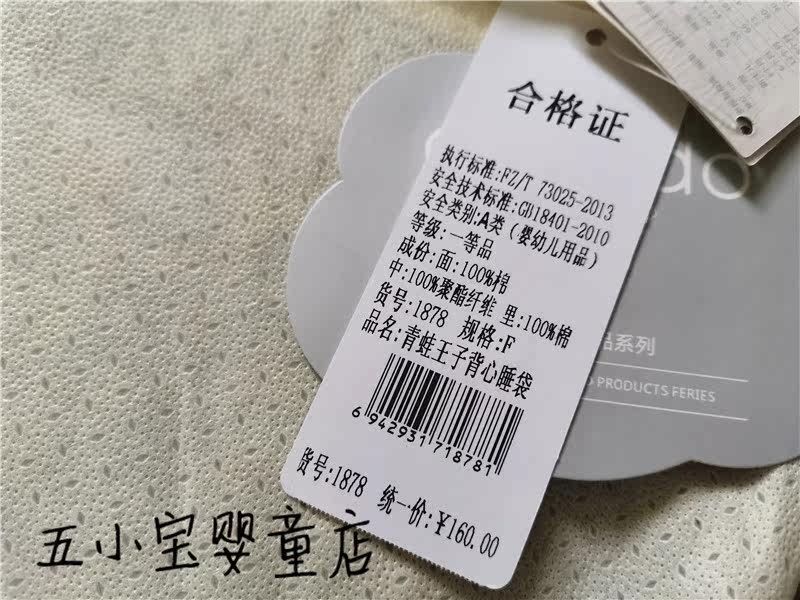 合格证
执行标准:FZ/T 73025-2013
安全技术标准:GB18401-2010
安全类别:A类(婴幼儿用品)
等级:一等品
成份:面:100%棉
中:100%聚酯纤维 里:100%棉
货号:1878 规格:F
品名:青蛙王子背心睡袋
6 942931 718781
货号:1878 统一价:¥160.00
品系列
PRODUCTS FERIES
五小宝婴童店